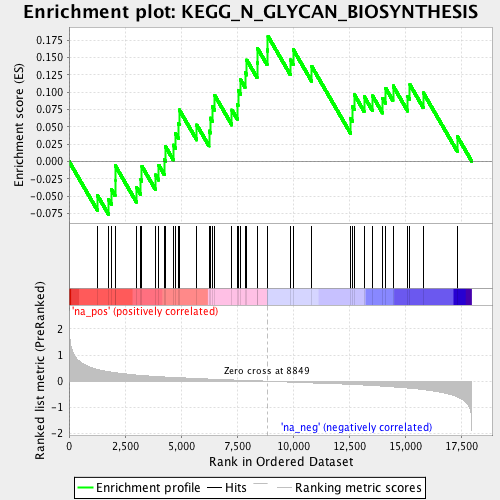 Enrichment plot: KEGG_N_GLYCAN_BIOSYNTHESIS
Enrichment score (ES)
0.175
0.150
0.125
0.100
0.075
0.050
0.025
0.000
-0.025
-0.050
-0.075
'na_pos' (positively correlated)
Ranked list metric (PreRanked)
2
1
0
-1
-2
Zero cross at 8849
'na_neg' (negatively correlated)
0 2,500 5,000 7,500 10,000 12,500 15,000 17,500
Rank in Ordered Dataset
Enrichment profile Hits Ranking metric scores